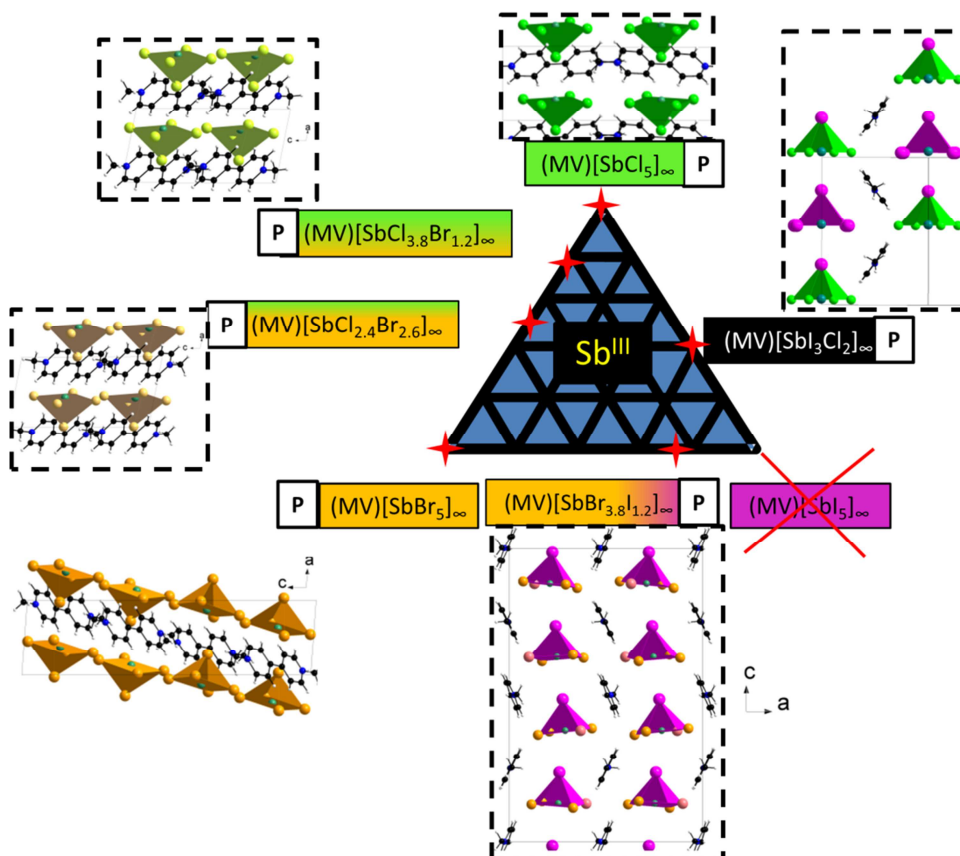 (MV)[SbCl₅]∞ P
P (MV)[SbCl₃.₈Br₁.₂]∞
P (MV)[SbCl₂.₄Br₂.₆]∞
Sbᴵᴵᴵ
(MV)[SbI₃Cl₂]∞ P
P (MV)[SbBr₅]∞
(MV)[SbBr₃.₈I₁.₂]∞ P
(MV)[SbI₅]∞
c a
c a
c a
c
a